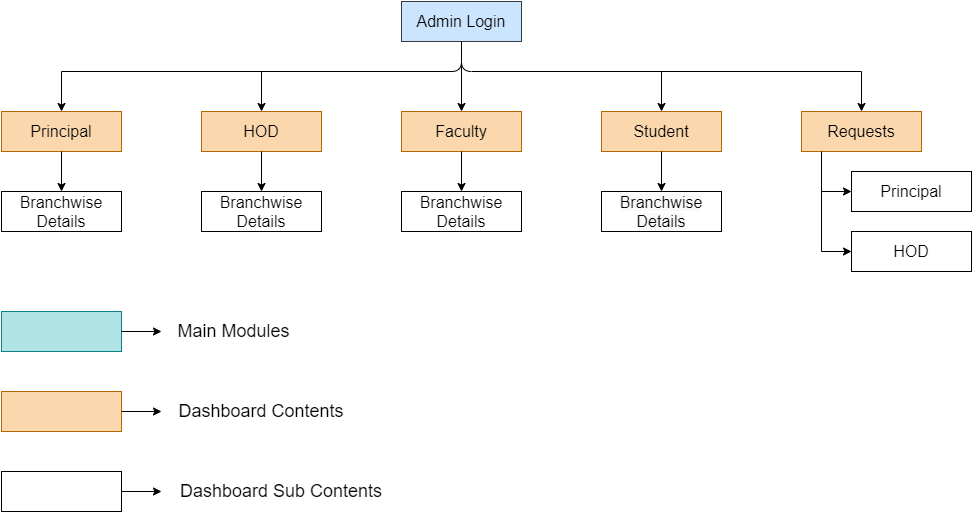 Admin Login
Principal
HOD
Faculty
Student
Requests
Branchwise
Details
Branchwise
Details
Branchwise
Details
Branchwise
Details
Principal
HOD
Main Modules
Dashboard Contents
Dashboard Sub Contents